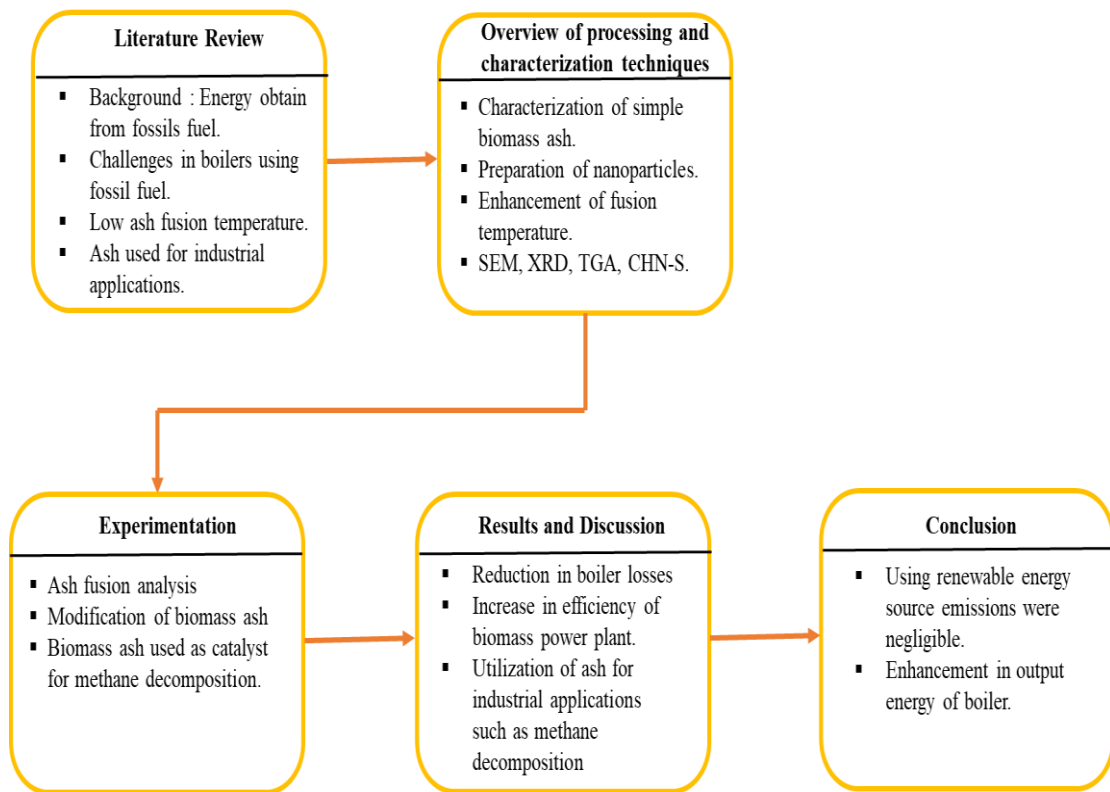 Literature Review
▪ Background : Energy obtain
from fossils fuel.
▪ Challenges in boilers using
fossil fuel.
▪ Low ash fusion temperature.
▪ Ash used for industrial
applications.
Overview of processing and
characterization techniques
▪ Characterization of simple
biomass ash.
▪ Preparation of nanoparticles.
▪ Enhancement of fusion
temperature.
▪ SEM, XRD, TGA, CHN-S.
Experimentation
▪ Ash fusion analysis
▪ Modification of biomass ash
▪ Biomass ash used as catalyst
for methane decomposition.
Results and Discussion
▪ Reduction in boiler losses
▪ Increase in efficiency of
biomass power plant.
▪ Utilization of ash for
industrial applications
such as methane
decomposition
Conclusion
▪ Using renewable energy
source emissions were
negligible.
▪ Enhancement in output
energy of boiler.